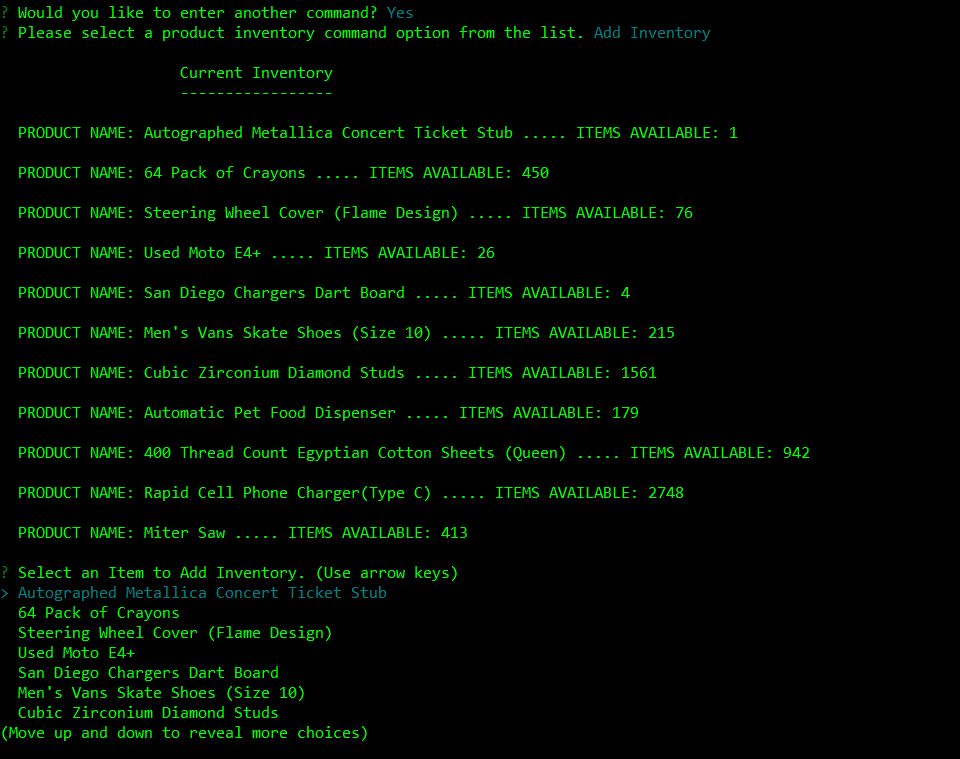 ? Would you like to enter another command? Yes
? Please select a product inventory command option from the list. Add Inventory
Current Inventory
-----------------
PRODUCT NAME: Autographed Metallica Concert Ticket Stub ..... ITEMS AVAILABLE: 1
PRODUCT NAME: 64 Pack of Crayons ..... ITEMS AVAILABLE: 450
PRODUCT NAME: Steering Wheel Cover (Flame Design) ..... ITEMS AVAILABLE: 76
PRODUCT NAME: Used Moto E4+ ..... ITEMS AVAILABLE: 26
PRODUCT NAME: San Diego Chargers Dart Board ..... ITEMS AVAILABLE: 4
PRODUCT NAME: Men's Vans Skate Shoes (Size 10) ..... ITEMS AVAILABLE: 215
PRODUCT NAME: Cubic Zirconium Diamond Studs ..... ITEMS AVAILABLE: 1561
PRODUCT NAME: Automatic Pet Food Dispenser ..... ITEMS AVAILABLE: 179
PRODUCT NAME: 400 Thread Count Egyptian Cotton Sheets (Queen) ..... ITEMS AVAILABLE: 942
PRODUCT NAME: Rapid Cell Phone Charger(Type C) ..... ITEMS AVAILABLE: 2748
PRODUCT NAME: Miter Saw ..... ITEMS AVAILABLE: 413
? Select an Item to Add Inventory. (Use arrow keys)
> Autographed Metallica Concert Ticket Stub
64 Pack of Crayons
Steering Wheel Cover (Flame Design)
Used Moto E4+
San Diego Chargers Dart Board
Men's Vans Skate Shoes (Size 10)
Cubic Zirconium Diamond Studs
(Move up and down to reveal more choices)